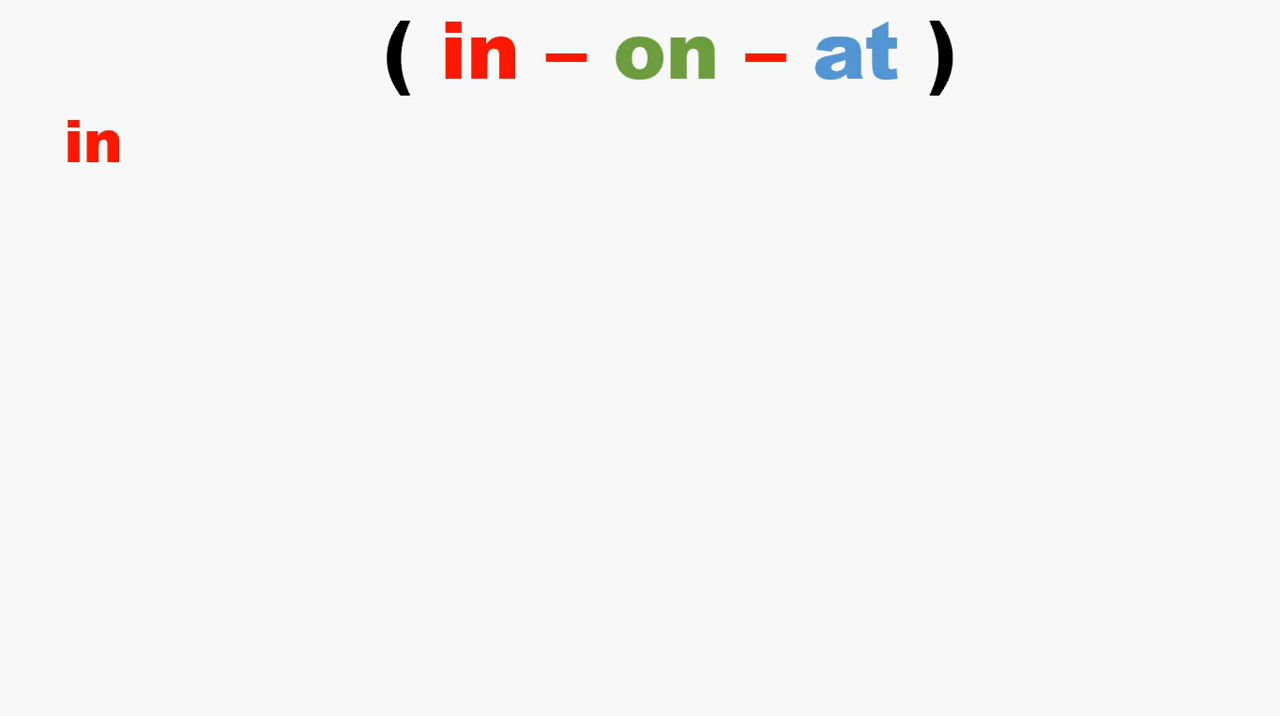 ( in – on – at )
in